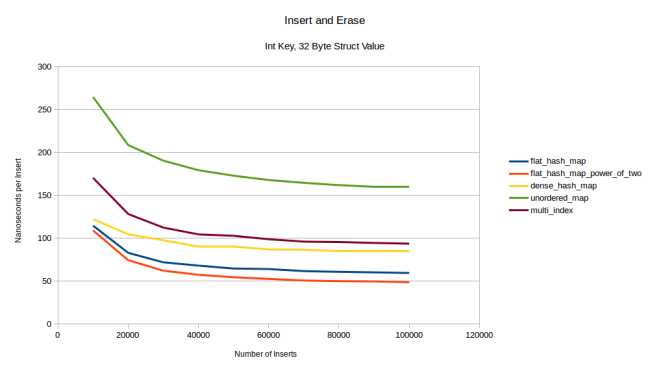 Insert and Erase
Int Key, 32 Byte Struct Value
300
250
200
150
100
50
0
Nanoseconds per Insert
0 20000 40000 60000 80000 100000 120000
Number of Inserts
flat_hash_map
flat_hash_map_power_of_two
dense_hash_map
unordered_map
multi_index